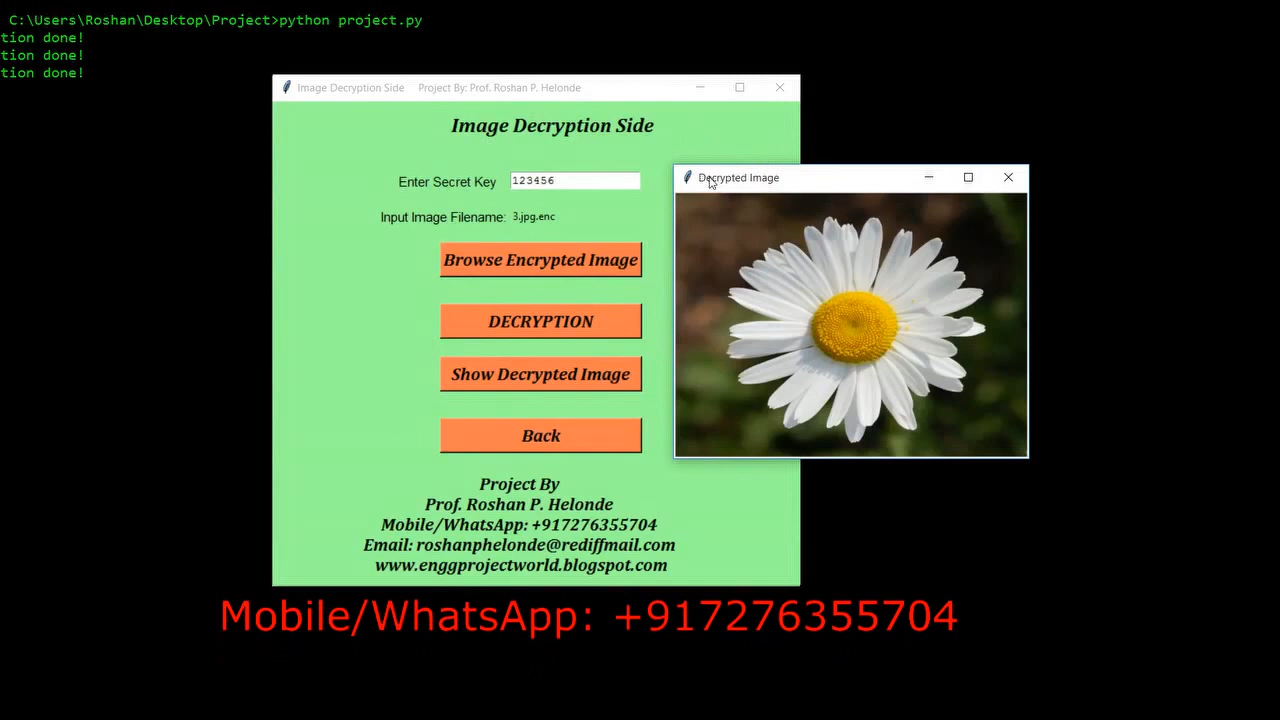 C:\Users\Roshan\Desktop\Project>python project.py
tion done!
tion done!
tion done!
Image Decryption Side Project By: Prof. Roshan P. Helonde
Image Decryption Side
Enter Secret Key 123456
Input Image Filename: 3.jpg.enc
Browse Encrypted Image
DECRYPTION
Show Decrypted Image
Back
Decrypted Image
Project By
Prof. Roshan P. Helonde
Mobile/WhatsApp: +917276355704
Email: roshanphelonde@rediffmail.com
www.enggprojectworld.blogspot.com
Mobile/WhatsApp: +917276355704